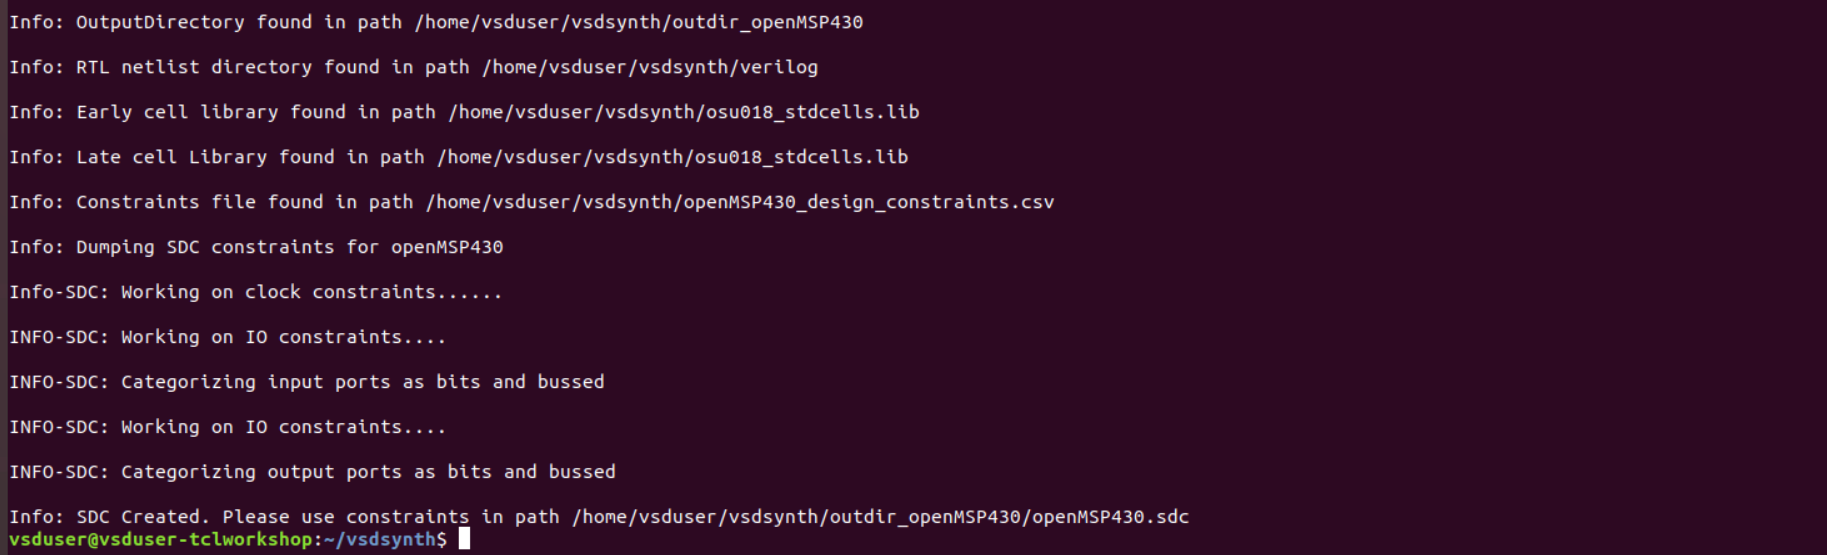 Info: OutputDirectory found in path /home/vsduser/vsdsynth/outdir_openMSP430
Info: RTL netlist directory found in path /home/vsduser/vsdsynth/verilog
Info: Early cell library found in path /home/vsduser/vsdsynth/osu018_stdcells.lib
Info: Late cell Library found in path /home/vsduser/vsdsynth/osu018_stdcells.lib
Info: Constraints file found in path /home/vsduser/vsdsynth/openMSP430_design_constraints.csv
Info: Dumping SDC constraints for openMSP430
Info-SDC: Working on clock constraints......
INFO-SDC: Working on IO constraints....
INFO-SDC: Categorizing input ports as bits and bussed
INFO-SDC: Working on IO constraints....
INFO-SDC: Categorizing output ports as bits and bussed
Info: SDC Created. Please use constraints in path /home/vsduser/vsdsynth/outdir_openMSP430/openMSP430.sdc
vsduser@vsduser-tclworkshop:~/vsdsynth$